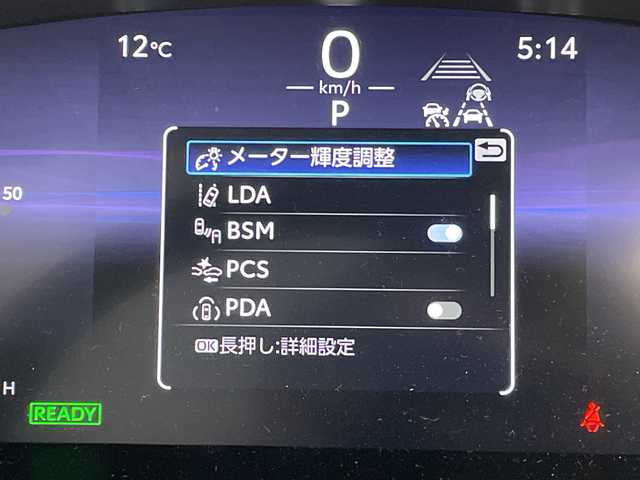 12℃
0
5:14
km/h
P
メーター輝度調整
LDA
50
BSM
PCS
PDA
OK長押し:詳細設定
H
READY